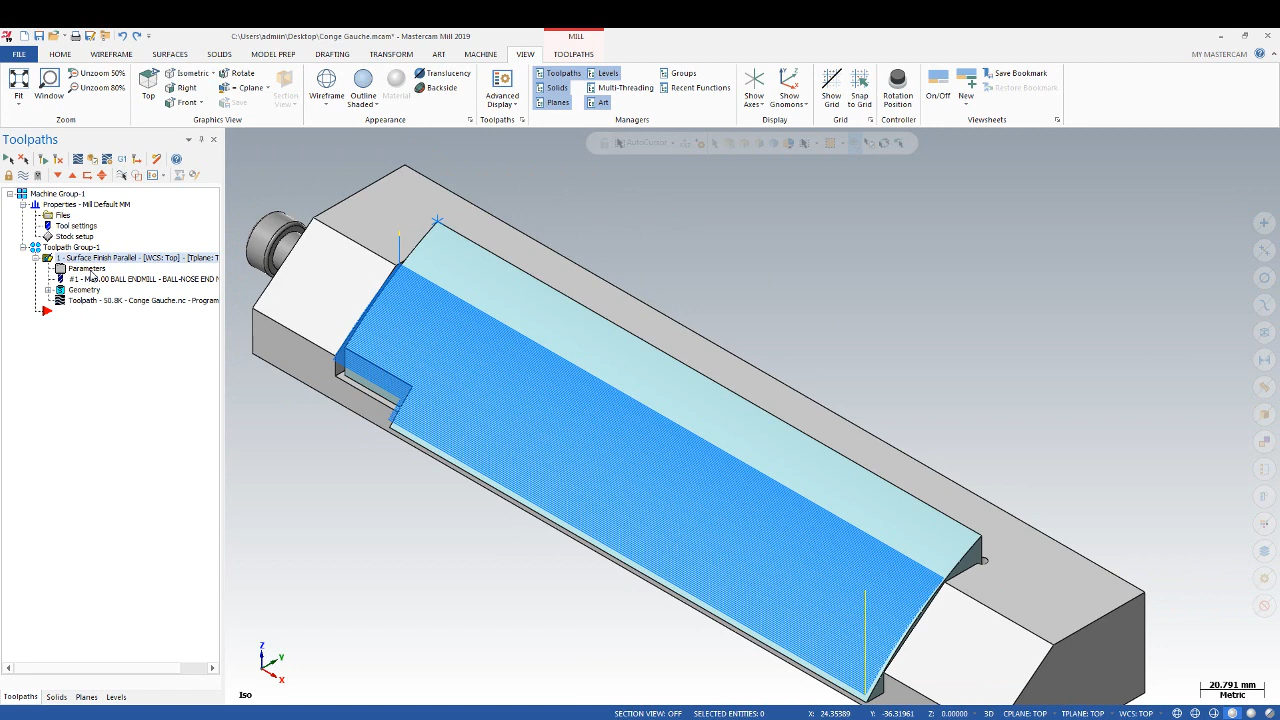 C:\Users\admin\Desktop\Conge Gauche.mcam* - Mastercam Mill 2019
MILL
FILE HOME WIREFRAME SURFACES SOLIDS MODEL PREP DRAFTING TRANSFORM ART MACHINE VIEW TOOLPATHS MY MASTERCAM
Fit
Window
Unzoom 50%
Unzoom 80%
Zoom
Top
Isometric
Right
Front
Rotate
= Cplane
Save
Section
View
Graphics View
Wireframe
Outline
Shaded
Material
Translucency
Backside
Appearance
Advanced
Display
Toolpaths
Toolpaths
Solids
Planes
Levels
Multi-Threading
Art
Groups
Recent Functions
Managers
Show
Axes
Show
Gnomons
Display
Show
Grid
Snap
to Grid
Grid
Rotation
Position
Controller
On/Off
New
Save Bookmark
Restore Bookmark
Viewsheets
Toolpaths
AutoCursor
G1
Machine Group-1
Properties - Mill Default MM
Files
Tool settings
Stock setup
Toolpath Group-1
1 - Surface Finish Parallel - [WCS: Top] - [Tplane: T
Parameters
BALL ENDMILL - BALL-NOSE END M
Geometry
Toolpath - 50.8K - Conge Gauche.nc - Program
Z
Y
X
Iso
20.791 mm
Metric
Toolpaths Solids Planes Levels
SECTION VIEW: OFF SELECTED ENTITIES: 0 X: 24.35389 Y: -36.31961 Z: 0.00000 3D CPLANE: TOP TPLANE: TOP WCS: TOP